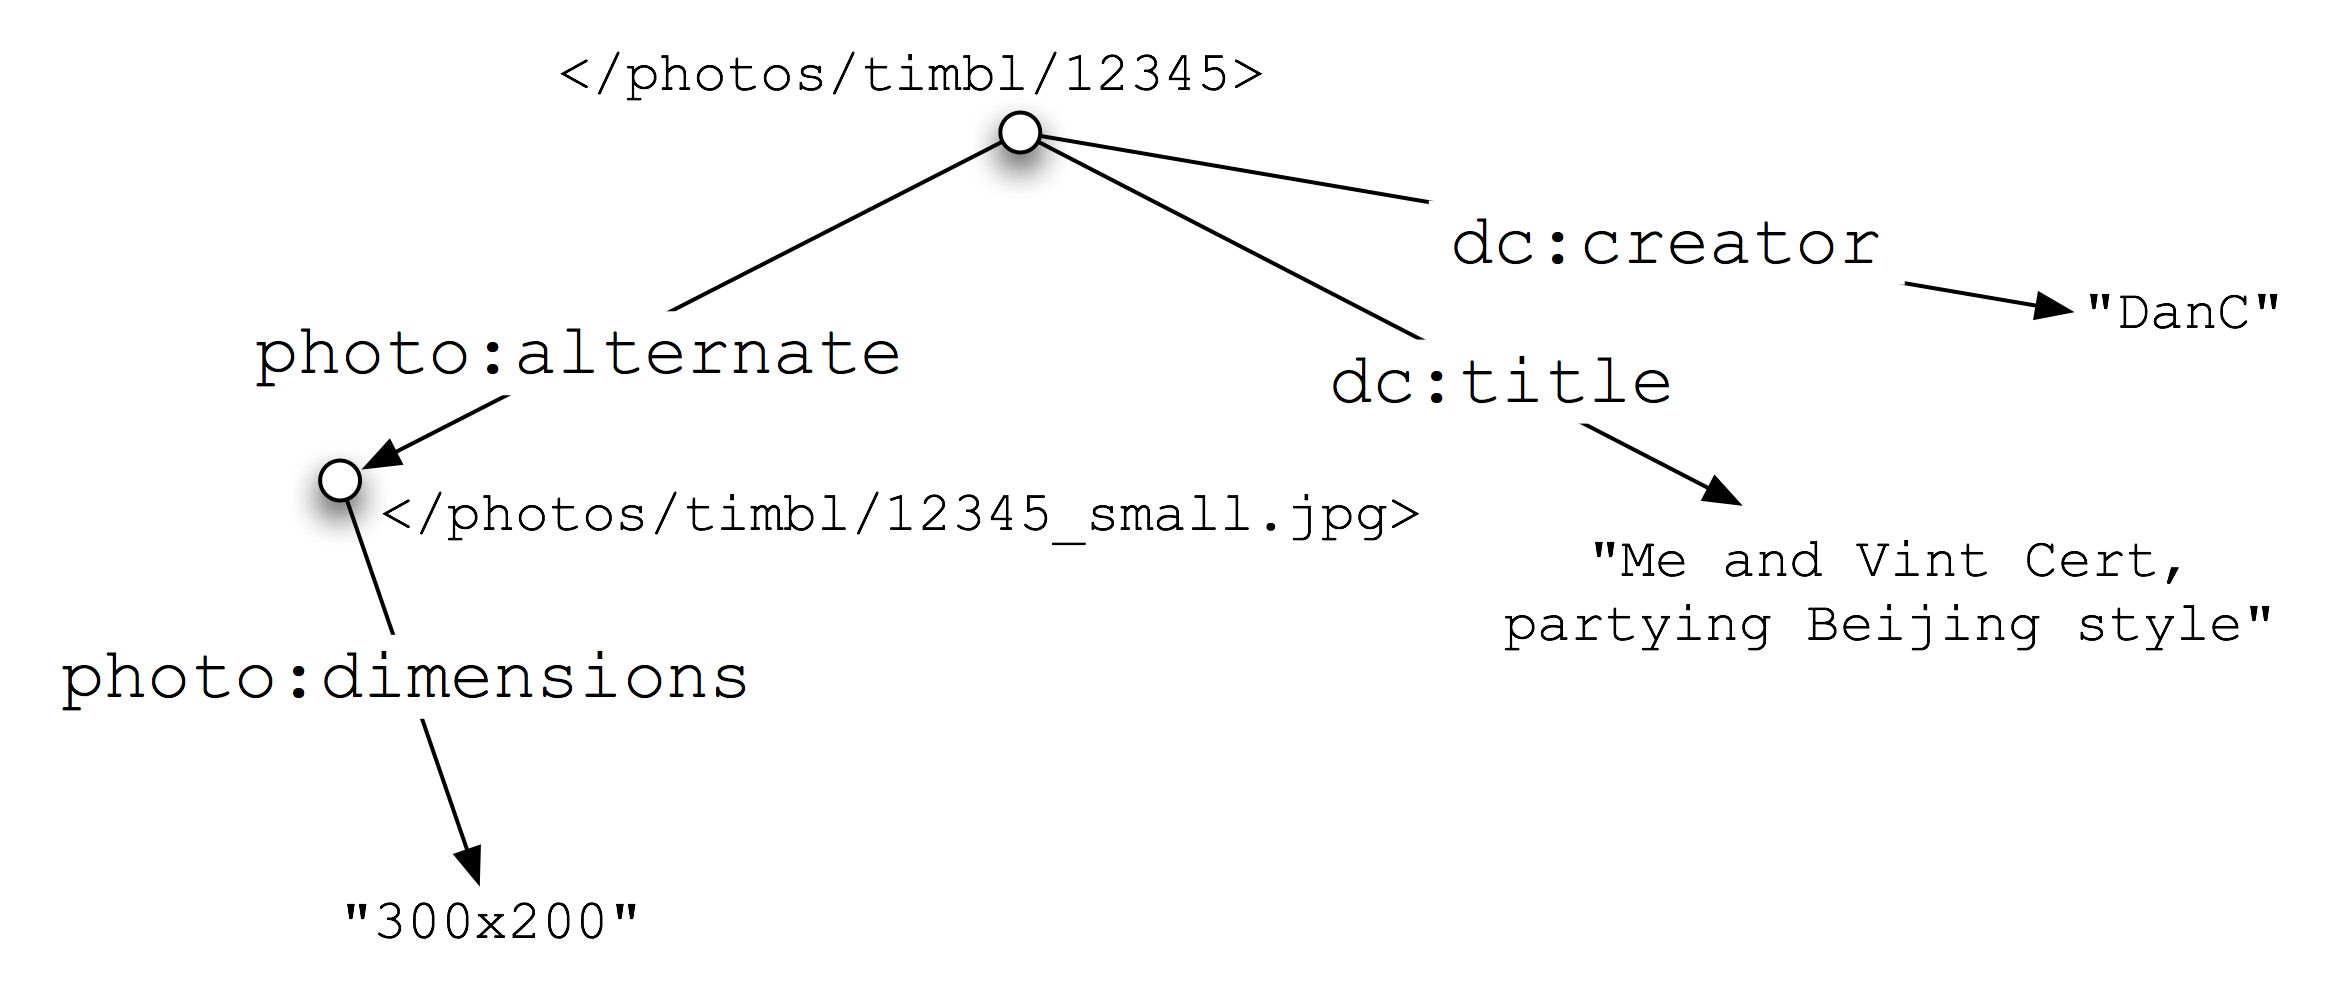 </photos/timbl/12345>
dc:creator
"DanC"
photo:alternate
dc:title
</photos/timbl/12345_small.jpg>
"Me and Vint Cert,
partying Beijing style"
photo:dimensions
"300x200"